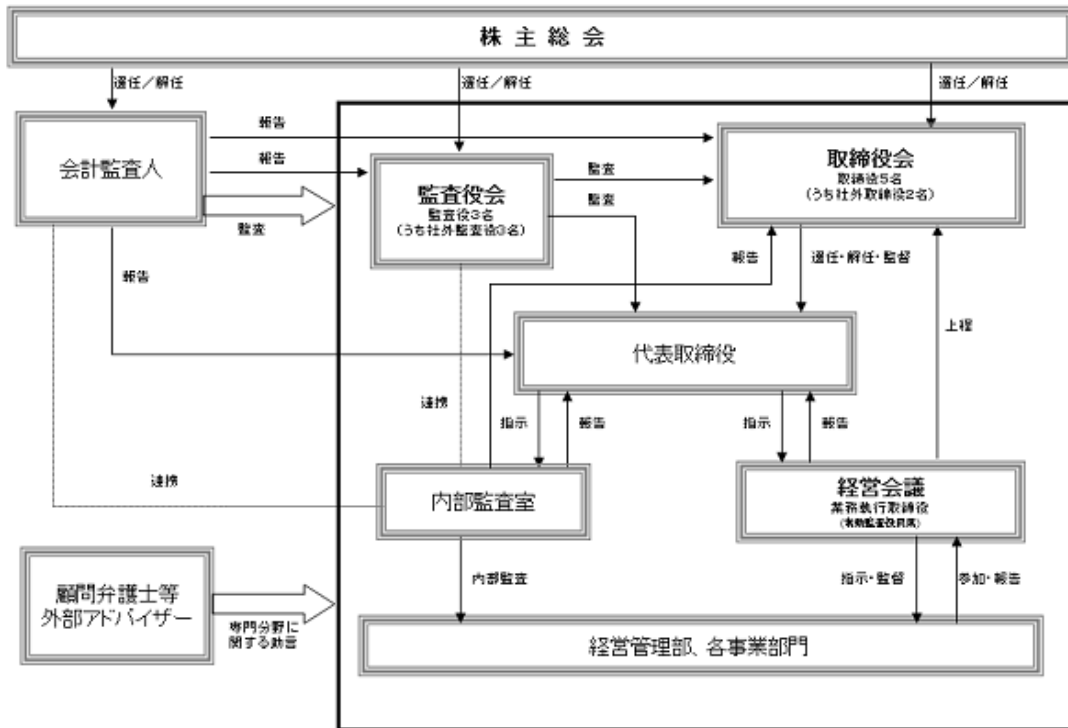 株主総会
選任／解任
選任／解任
選任／解任
会計監査人
報告
報告
監査
報告
監査役会
監査役3名
(うち社外監査役3名)
監査
監査
取締役会
取締役5名
(うち社外取締役2名)
報告
選任・解任・監督
上程
代表取締役
連携
指示
報告
指示
報告
連携
内部監査室
経営会議
業務執行取締役
(常勤監査役同席)
内部監査
指示・監督
参加・報告
顧問弁護士等
外部アドバイザー
専門分野に
関する助言
経営管理部、各事業部門